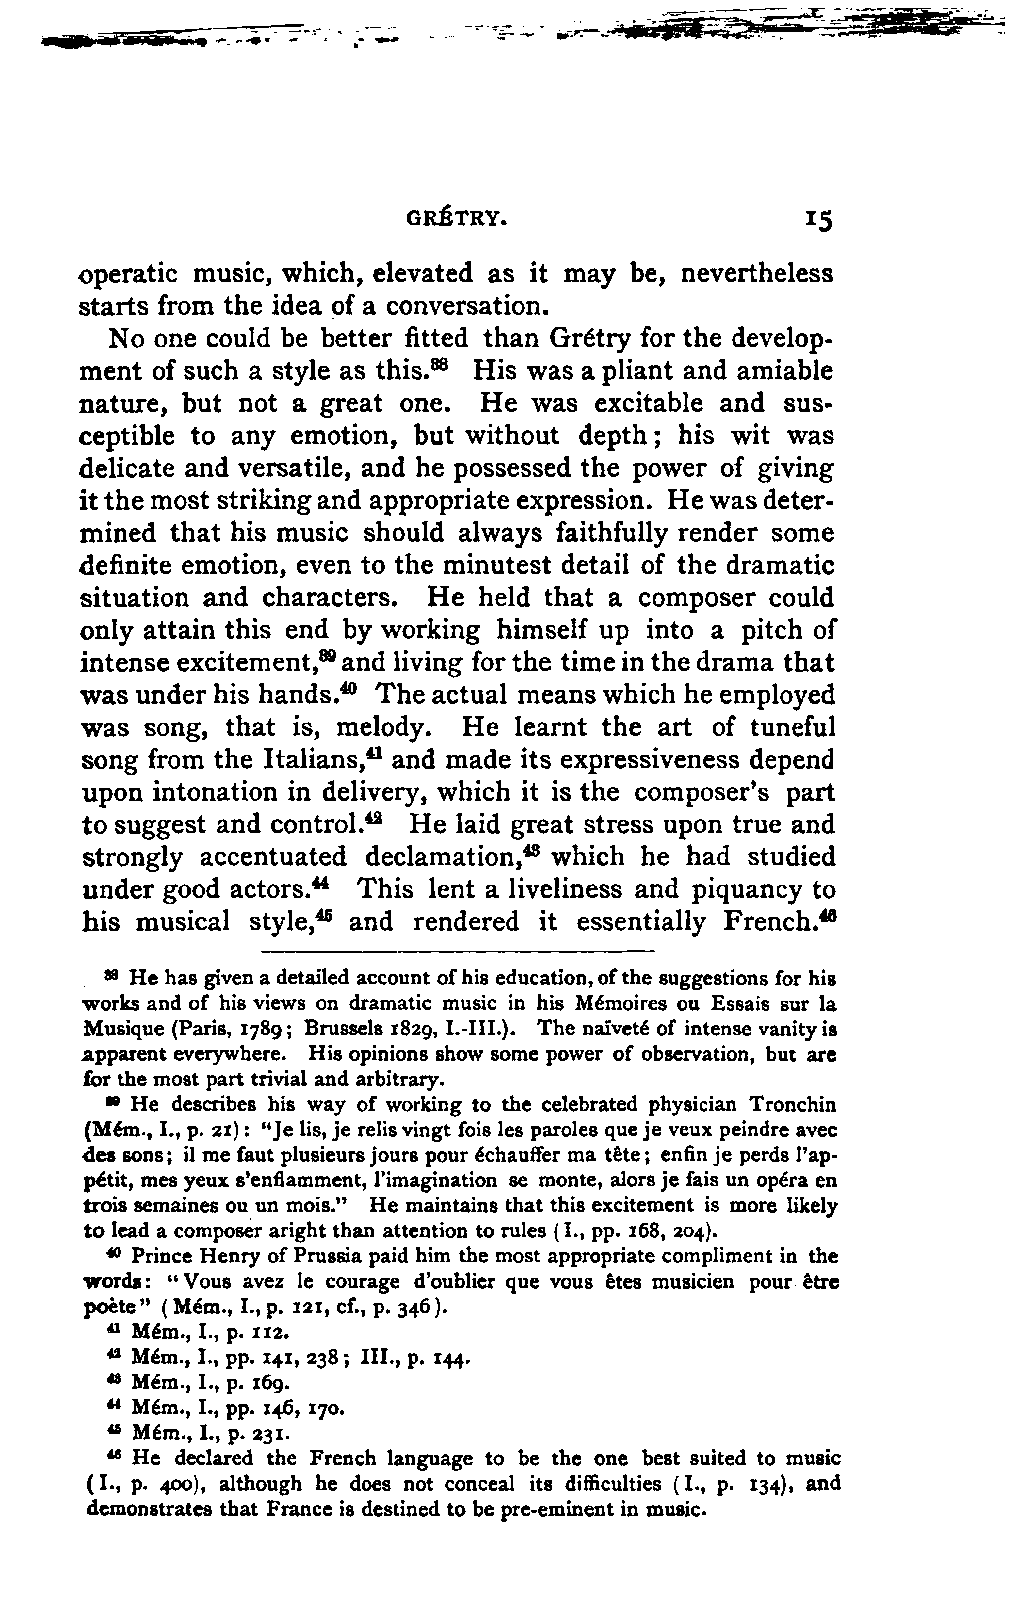 GRÉTRY. 15
operatic music, which, elevated as it may be, nevertheless
starts from the idea of a conversation.
No one could be better fitted than Grétry for the develop-
ment of such a style as this.³⁸ His was a pliant and amiable
nature, but not a great one. He was excitable and sus-
ceptible to any emotion, but without depth; his wit was
delicate and versatile, and he possessed the power of giving
it the most striking and appropriate expression. He was deter-
mined that his music should always faithfully render some
definite emotion, even to the minutest detail of the dramatic
situation and characters. He held that a composer could
only attain this end by working himself up into a pitch of
intense excitement,³⁹ and living for the time in the drama that
was under his hands.⁴⁰ The actual means which he employed
was song, that is, melody. He learnt the art of tuneful
song from the Italians,⁴¹ and made its expressiveness depend
upon intonation in delivery, which it is the composer's part
to suggest and control.⁴² He laid great stress upon true and
strongly accentuated declamation,⁴³ which he had studied
under good actors.⁴⁴ This lent a liveliness and piquancy to
his musical style,⁴⁵ and rendered it essentially French.⁴⁶
³⁸ He has given a detailed account of his education, of the suggestions for his
works and of his views on dramatic music in his Mémoires ou Essais sur la
Musique (Paris, 1789; Brussels 1829, I.-III.). The naïveté of intense vanity is
apparent everywhere. His opinions show some power of observation, but are
for the most part trivial and arbitrary.
³⁹ He describes his way of working to the celebrated physician Tronchin
(Mém., I., p. 21): "Je lis, je relis vingt fois les paroles que je veux peindre avec
des sons; il me faut plusieurs jours pour échauffer ma tête; enfin je perds l'ap-
pétit, mes yeux s'enflamment, l'imagination se monte, alors je fais un opéra en
trois semaines ou un mois." He maintains that this excitement is more likely
to lead a composer aright than attention to rules (I., pp. 168, 204).
⁴⁰ Prince Henry of Prussia paid him the most appropriate compliment in the
words: "Vous avez le courage d'oublier que vous êtes musicien pour être
poète" (Mém., I., p. 121, cf., p. 346).
⁴¹ Mém., I., p. 112.
⁴² Mém., I., pp. 141, 238; III., p. 144.
⁴³ Mém., I., p. 169.
⁴⁴ Mém., I., pp. 146, 170.
⁴⁵ Mém., I., p. 231.
⁴⁶ He declared the French language to be the one best suited to music
(I., p. 400), although he does not conceal its difficulties (I., p. 134), and
demonstrates that France is destined to be pre-eminent in music.